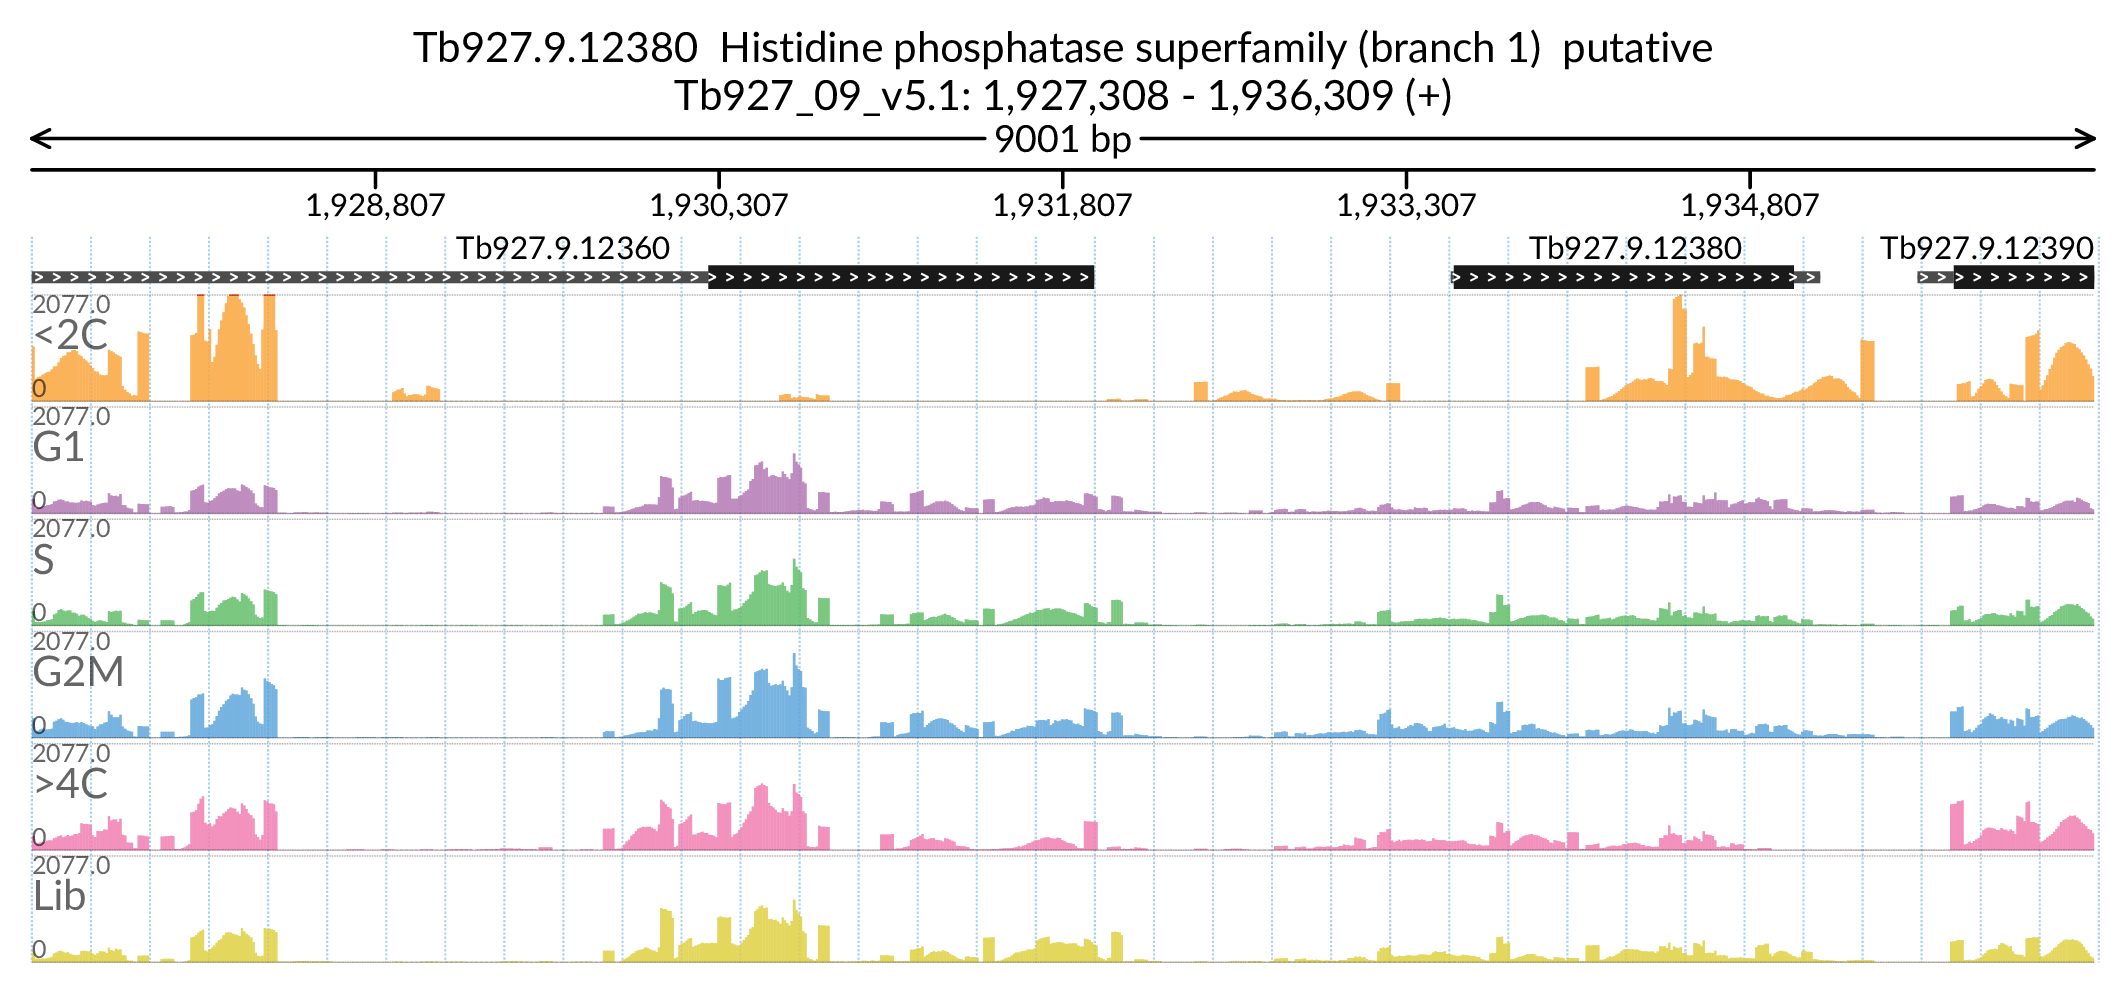 Tb927.9.12380  Histidine phosphatase superfamily (branch 1)  putative
Tb927_09_v5.1: 1,927,308 - 1,936,309 (+)
9001 bp
1,928,807 1,930,307 1,931,807 1,933,307 1,934,807
Tb927.9.12360 Tb927.9.12380 Tb927.9.12390
2077.0
<2C
0
2077.0
G1
0
2077.0
S
0
2077.0
G2M
0
2077.0
>4C
0
2077.0
Lib
0